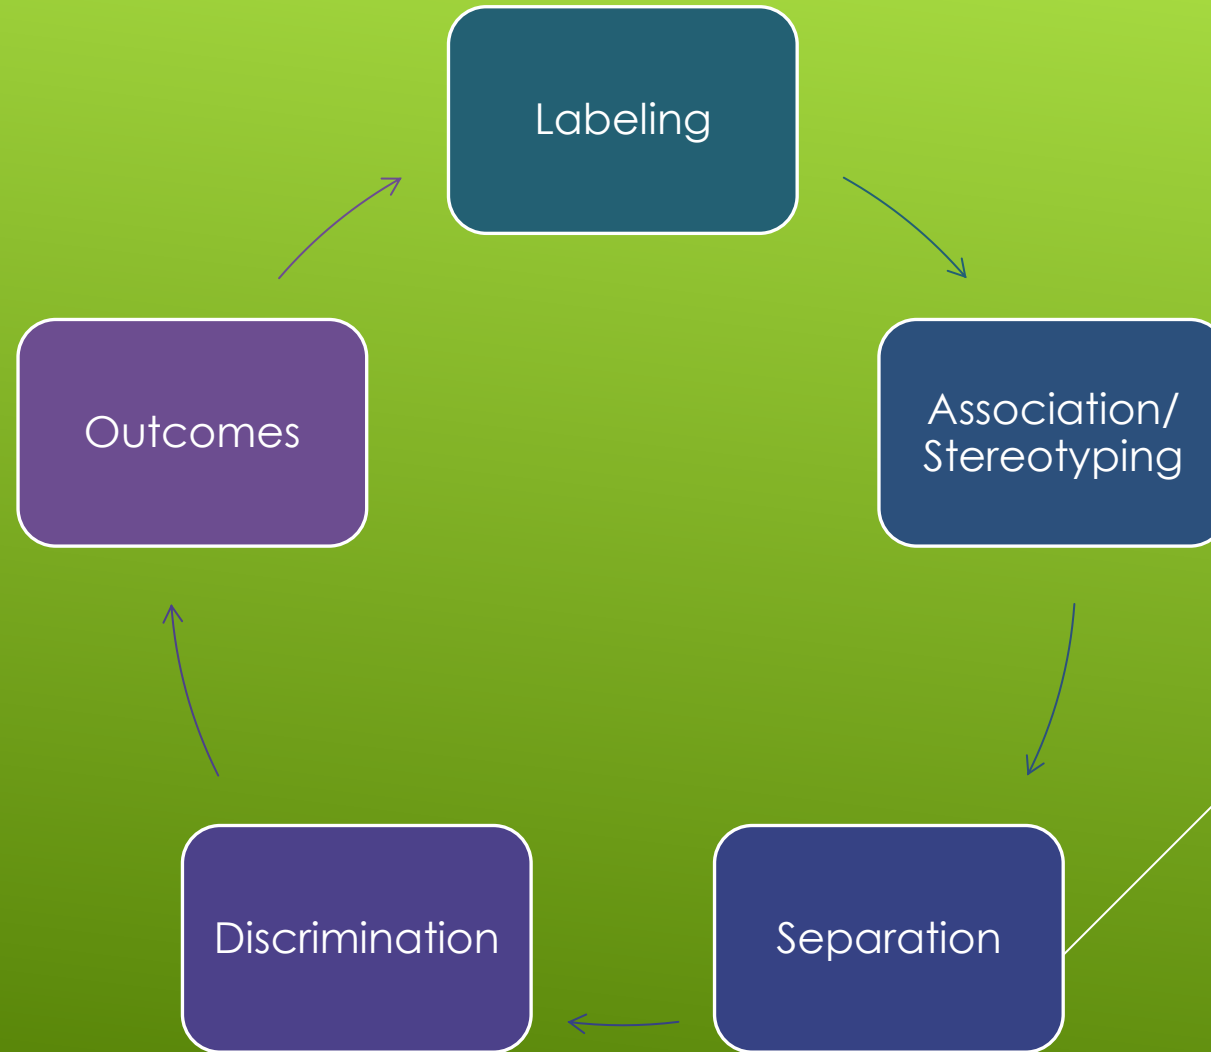 Labeling
Association/
Stereotyping
Separation
Discrimination
Outcomes